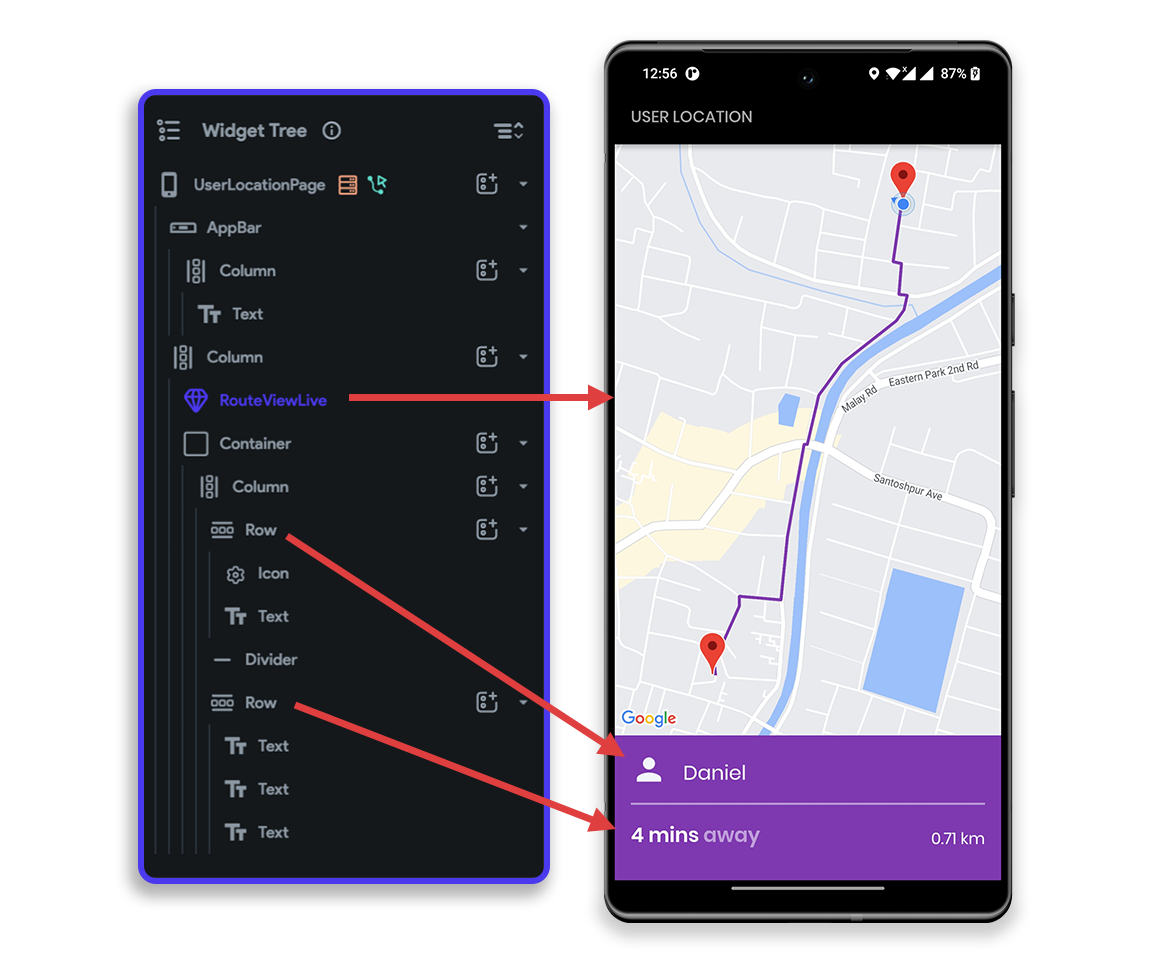 Widget Tree
UserLocationPage
AppBar
Column
Text
Column
RouteViewLive
Container
Column
Row
Icon
Text
Divider
Row
Text
Text
Text
12:56
87%
USER LOCATION
Eastern Park 2nd Rd
Malay Rd
Santoshpur Ave
Google
Daniel
4 mins away
0.71 km